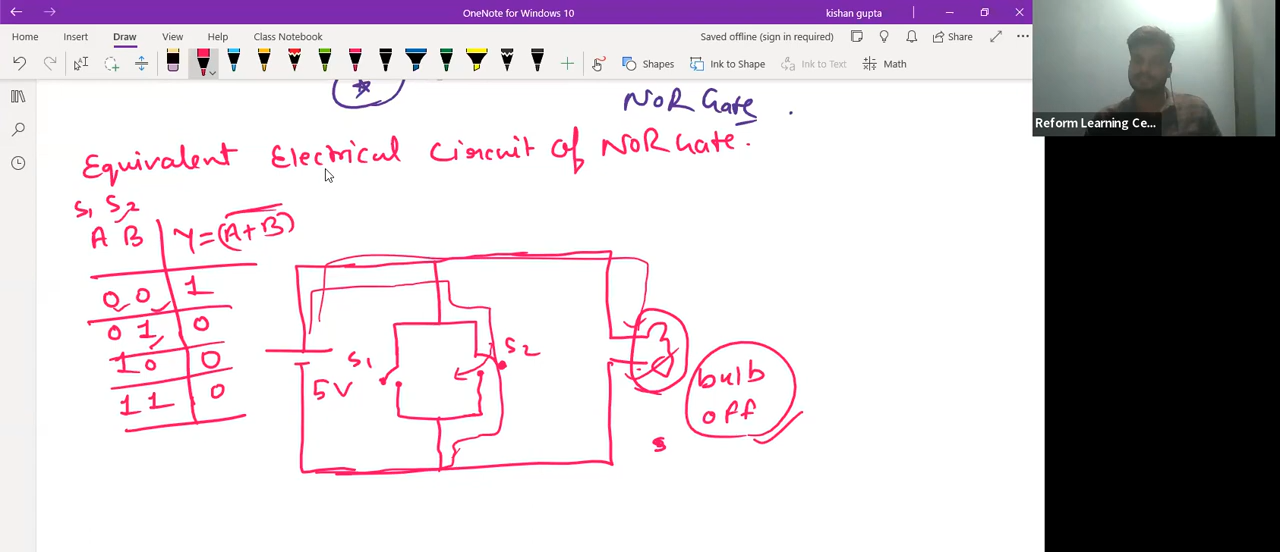 OneNote for Windows 10
kishan gupta
Home Insert Draw View Help Class Notebook
Saved offline (sign in required)
Share
Shapes Ink to Shape Ink to Text Math
Reform Learning Ce...
NOR Gate .
Equivalent Electrical Circuit of NOR Gate.
S1 S2
A B Y = (A+B)‾
0 0 1
0 1 0
1 0 0
1 1 0
5V
S1
S2
bulb
off
s